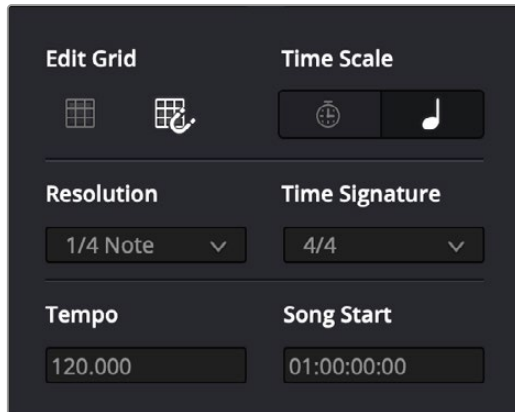 Edit Grid Time Scale
Resolution Time Signature
1/4 Note 4/4
Tempo Song Start
120.000 01:00:00:00